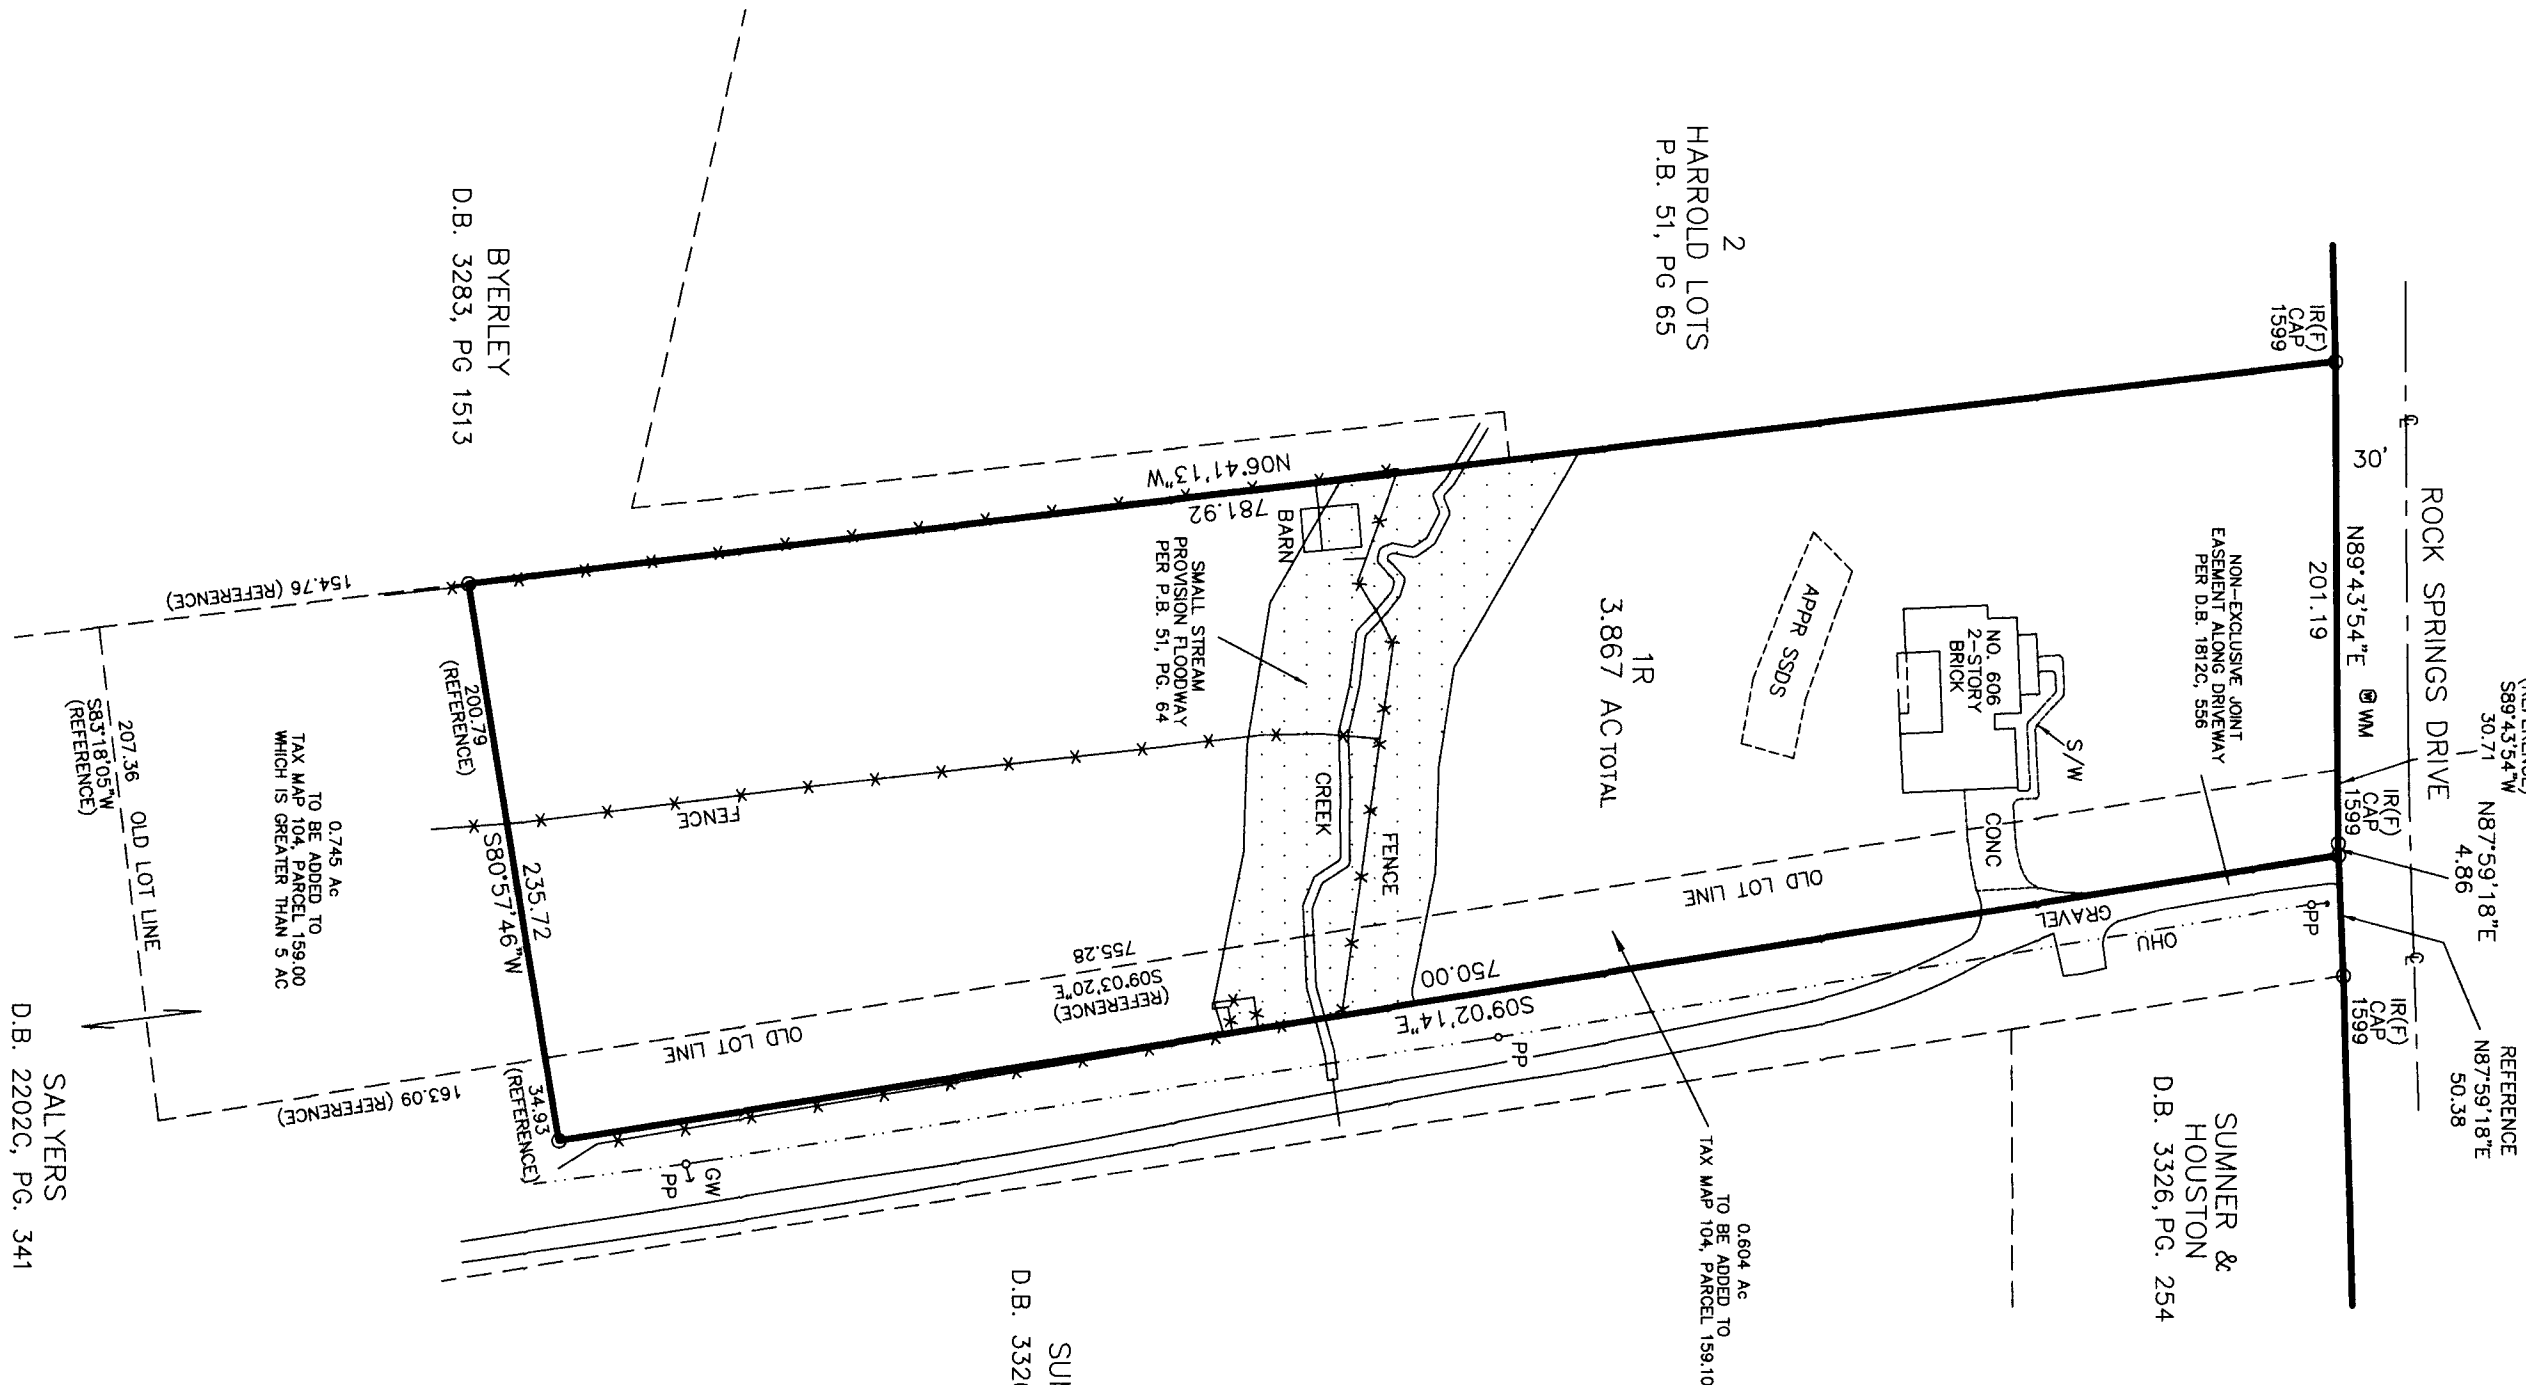 2
HARROLD LOTS
P.B. 51, PG 65
BYERLEY
D.B. 3283, PG 1513
IR(F)
CAP
1599
30'
ROCK SPRINGS DRIVE
N89°43'54"E
201.19
WM
NON-EXCLUSIVE JOINT
EASEMENT ALONG DRIVEWAY
PER D.B. 1812C, 556
S89°43'54"W
30.71
IR(F)
CAP
1599
N87°59'18"E
4.86
REFERENCE
N87°59'18"E
50.38
IR(F)
CAP
1599
SUMNER &
HOUSTON
D.B. 3326, PG. 254
NO. 606
2-STORY
BRICK
S/W
CONC
GRAVEL
OHU
PP
APPR SSDS
1R
3.867 AC TOTAL
OLD LOT LINE
0.604 Ac
TO BE ADDED TO
TAX MAP 104, PARCEL 159.10
N06°41'13"W
781.92
BARN
SMALL STREAM
PROVISION FLOODWAY
PER P.B. 51, PG. 64
CREEK
FENCE
750.00
S09°02'14"E
PP
755.28
S09°03'20"E
(REFERENCE)
FENCE
OLD LOT LINE
GW
PP
154.76 (REFERENCE)
200.79
(REFERENCE)
235.72
S80°57'46"W
34.93
(REFERENCE)
163.09 (REFERENCE)
0.745 Ac
TO BE ADDED TO
TAX MAP 104, PARCEL 159.00
WHICH IS GREATER THAN 5 AC
207.36 OLD LOT LINE
S83°18'05"W
(REFERENCE)
SALYERS
D.B. 2202C, PG. 341